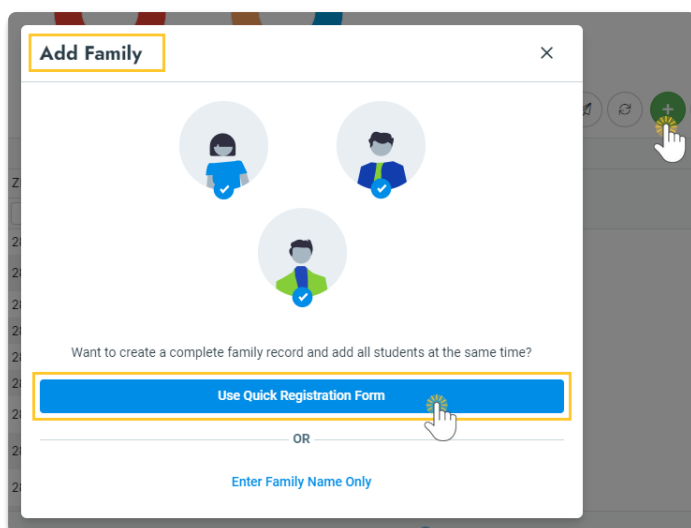 Add Family
Want to create a complete family record and add all students at the same time?
Use Quick Registration Form
OR
Enter Family Name Only